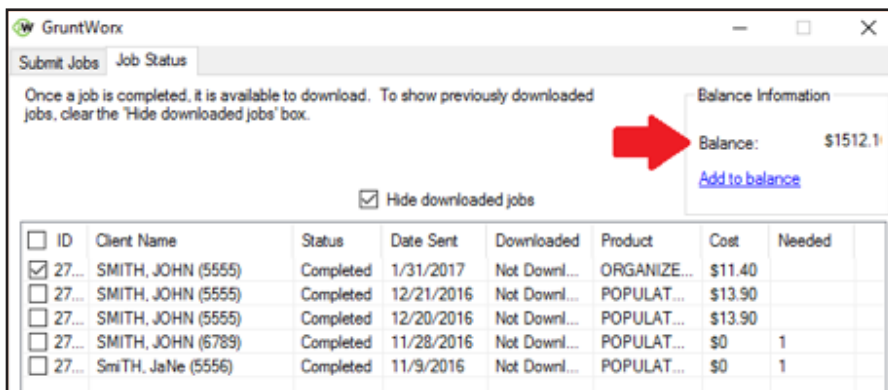 GruntWorx
Submit Jobs Job Status
Once a job is completed, it is available to download. To show previously downloaded
jobs, clear the 'Hide downloaded jobs' box.
Balance Information
Balance: $1512.1
Add to balance
Hide downloaded jobs
ID Client Name Status Date Sent Downloaded Product Cost Needed
27... SMITH, JOHN (5555) Completed 1/31/2017 Not Downl... ORGANIZE... $11.40
27... SMITH, JOHN (5555) Completed 12/21/2016 Not Downl... POPULAT... $13.90
27... SMITH, JOHN (5555) Completed 12/20/2016 Not Downl... POPULAT... $13.90
27... SMITH, JOHN (6789) Completed 11/28/2016 Not Downl... POPULAT... $0 1
27... SmiTH, JaNe (5556) Completed 11/9/2016 Not Downl... POPULAT... $0 1